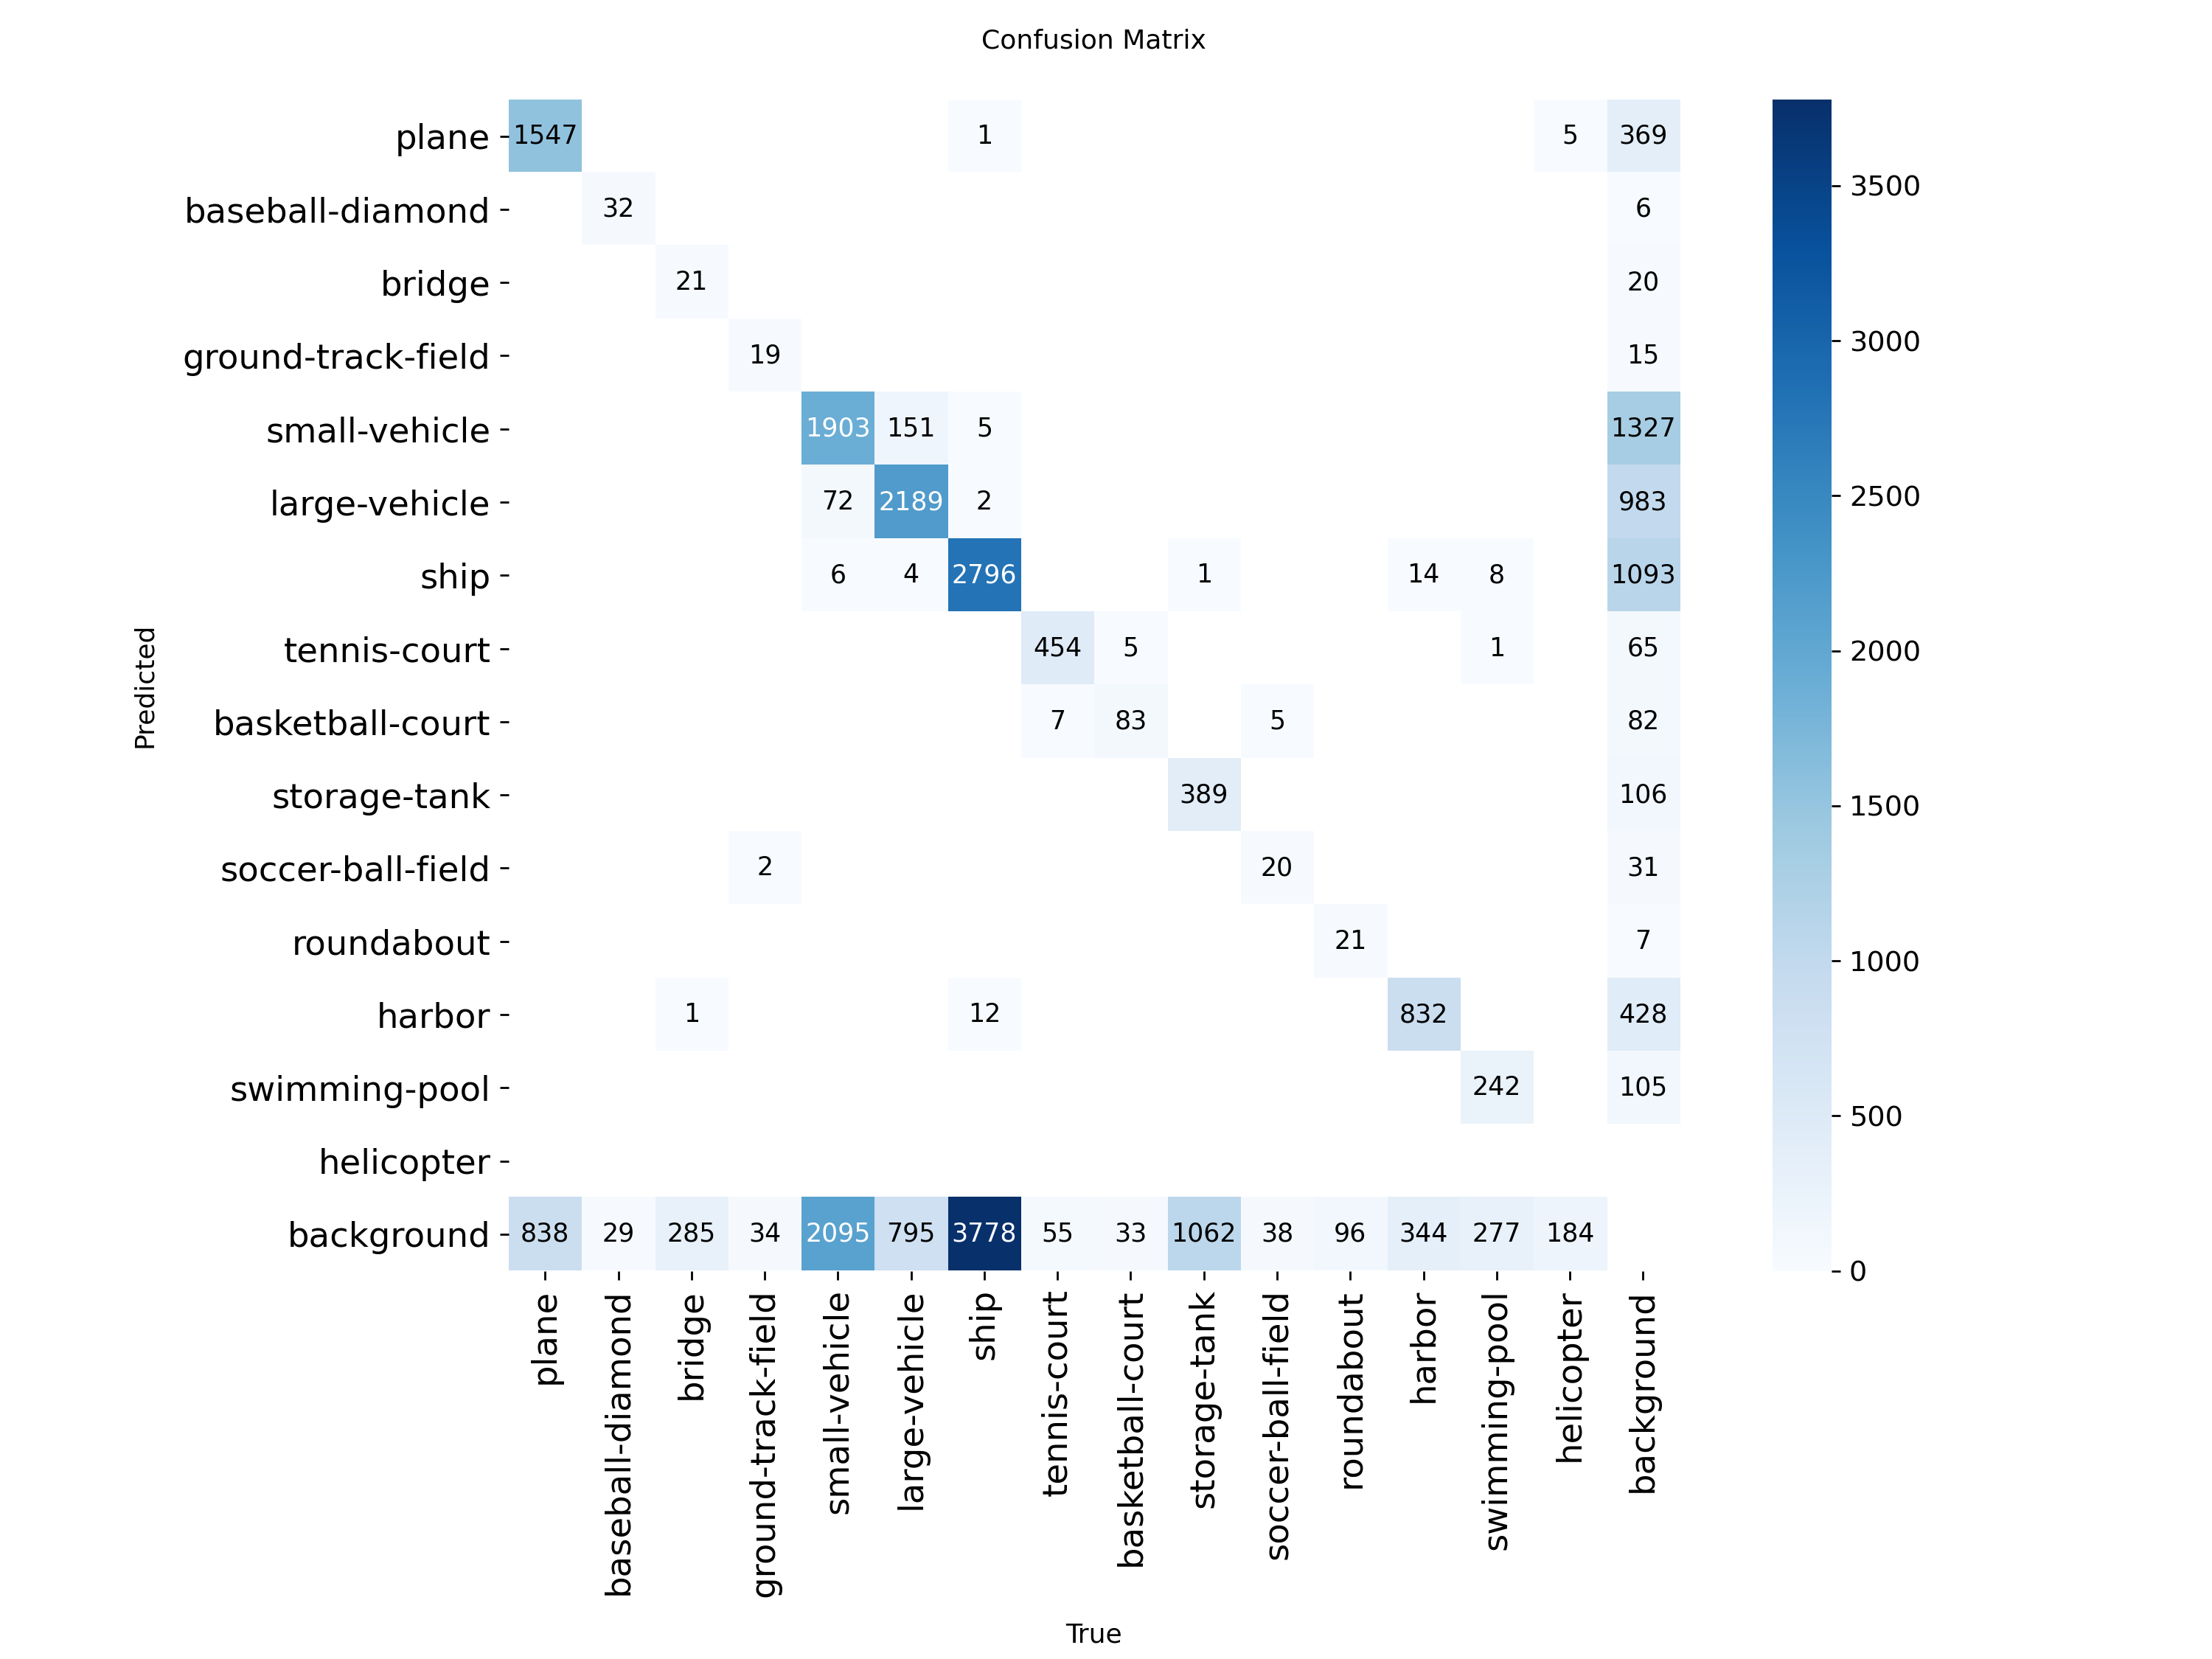 Confusion Matrix
plane 1547 1 5 369
baseball-diamond 32 6
bridge 21 20
ground-track-field 19 15
small-vehicle 1903 151 5 1327
large-vehicle 72 2189 2 983
ship 6 4 2796 1 14 8 1093
tennis-court 454 5 1 65
basketball-court 7 83 5 82
storage-tank 389 106
soccer-ball-field 2 20 31
roundabout 21 7
harbor 1 12 832 428
swimming-pool 242 105
helicopter
background 838 29 285 34 2095 795 3778 55 33 1062 38 96 344 277 184
Predicted
plane
baseball-diamond
bridge
ground-track-field
small-vehicle
large-vehicle
ship
tennis-court
basketball-court
storage-tank
soccer-ball-field
roundabout
harbor
swimming-pool
helicopter
background
True
3500
3000
2500
2000
1500
1000
500
0